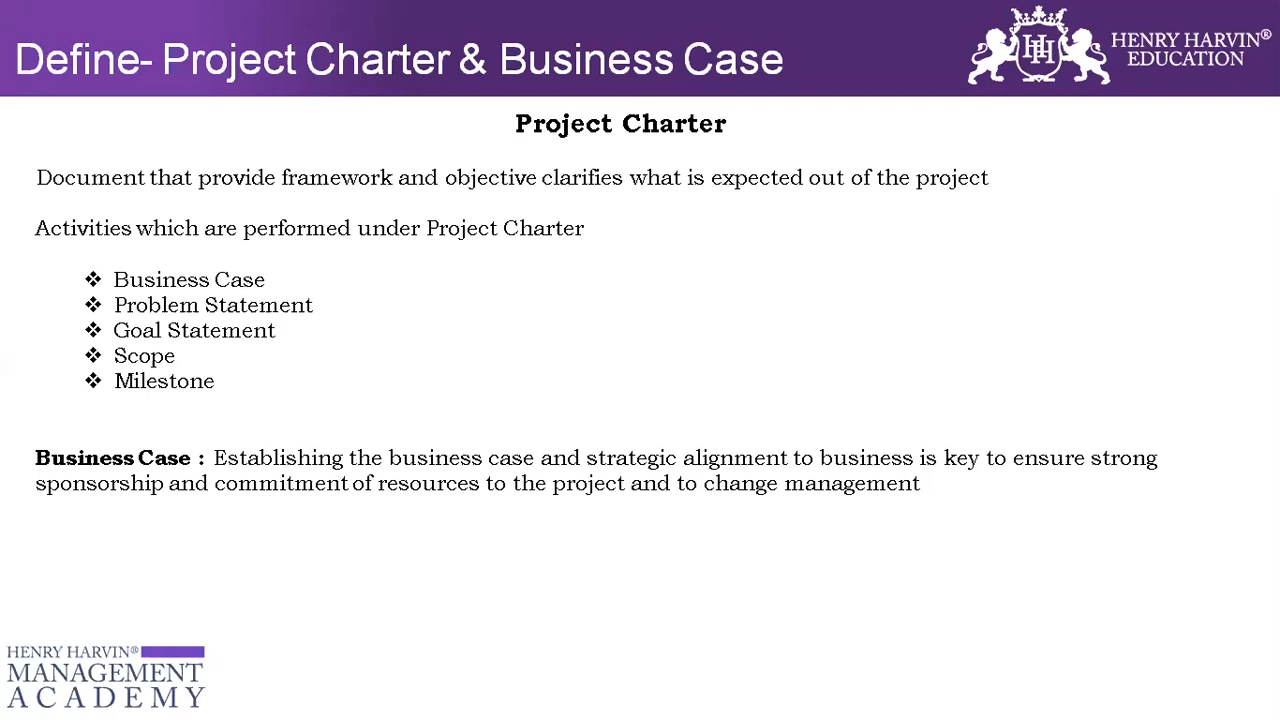 Define- Project Charter & Business Case
HENRY HARVIN®
EDUCATION
Project Charter
Document that provide framework and objective clarifies what is expected out of the project
Activities which are performed under Project Charter
❖ Business Case
❖ Problem Statement
❖ Goal Statement
❖ Scope
❖ Milestone
Business Case : Establishing the business case and strategic alignment to business is key to ensure strong
sponsorship and commitment of resources to the project and to change management
HENRY HARVIN®
MANAGEMENT
ACADEMY